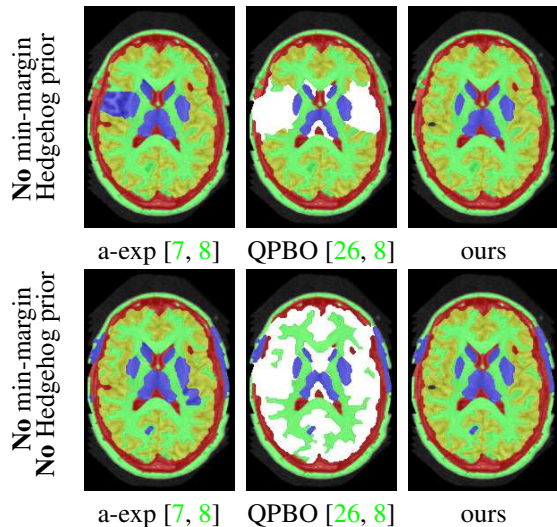 No min-margin
Hedgehog prior
a-exp [7, 8] QPBO [26, 8] ours
No min-margin
No Hedgehog prior
a-exp [7, 8] QPBO [26, 8] ours